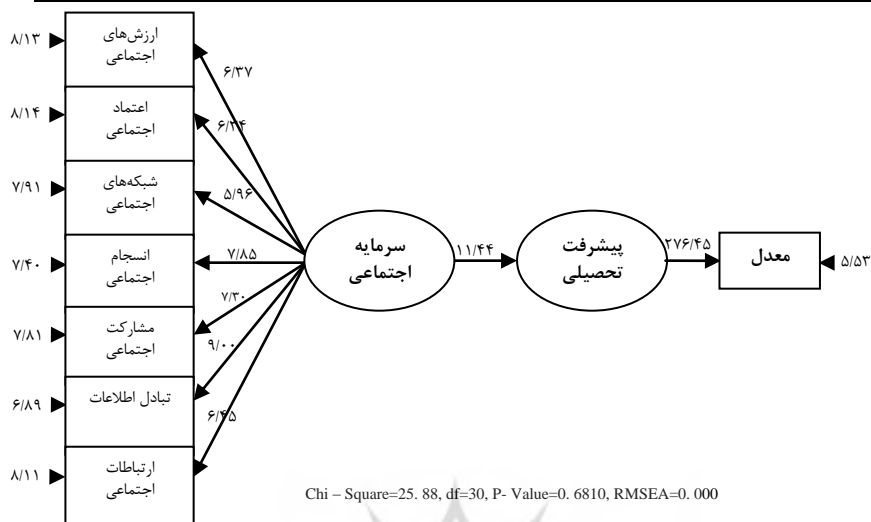 ۸/۱۳
ارزش‌های
اجتماعی
۶/۳۷
۸/۱۴
اعتماد
اجتماعی
۶/۲۴
۷/۹۱
شبکه‌های
اجتماعی
۵/۹۶
۷/۴۰
انسجام
اجتماعی
۷/۸۵
سرمایه
اجتماعی
۱۱/۴۴
پیشرفت
تحصیلی
۲۷۶/۴۵
معدل
۵/۵۳
۷/۸۱
مشارکت
اجتماعی
۷/۳۰
۶/۸۹
تبادل اطلاعات
۹/۰۰
۸/۱۱
ارتباطات
اجتماعی
۶/۴۵
Chi – Square=25. 88, df=30, P- Value=0. 6810, RMSEA=0. 000